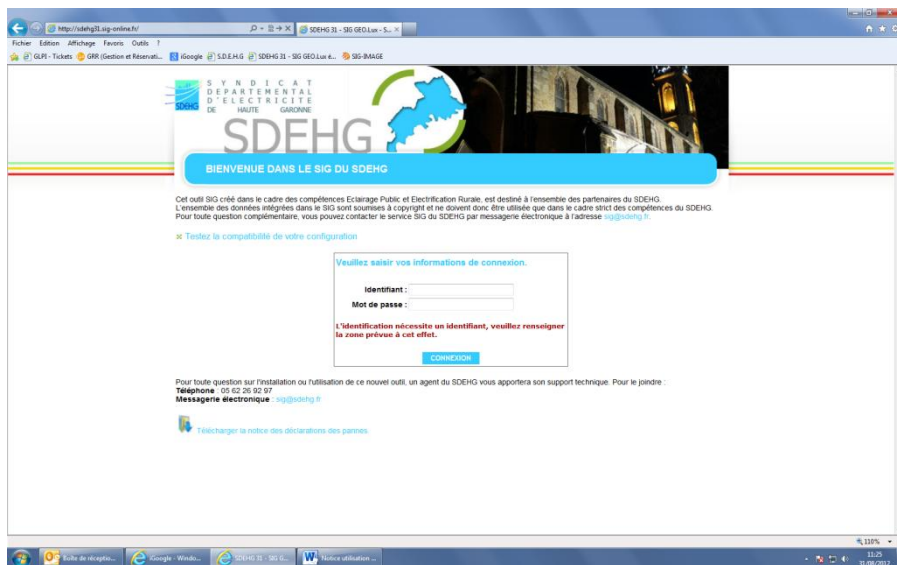 http://sdehg31.sig-online.fr/
SDEHG 31 - SIG GEO.Lux - S...
Fichier Edition Affichage Favoris Outils ?
GLPI - Tickets GRR (Gestion et Réservati... iGoogle S.D.E.H.G SDEHG 31 - SIG GEO.Lux é... SIG-IMAGE
SYNDICAT
DEPARTEMENTAL
D'ELECTRICITE
DE HAUTE GARONNE
SDEHG
SDEHG
BIENVENUE DANS LE SIG DU SDEHG
Cet outil SIG créé dans le cadre des compétences Eclairage Public et Electrification Rurale, est destiné à l'ensemble des partenaires du SDEHG.
L'ensemble des données intégrées dans le SIG sont soumises à copyright et ne doivent donc être utilisée que dans le cadre strict des compétences du SDEHG.
Pour toute question complémentaire, vous pouvez contacter le service SIG du SDEHG par messagerie électronique à l'adresse sig@sdehg.fr.
Testez la compatibilité de votre configuration
Veuillez saisir vos informations de connexion.
Identifiant :
Mot de passe :
L'identification nécessite un identifiant, veuillez renseigner
la zone prévue à cet effet.
CONNEXION
Pour toute question sur l'installation ou l'utilisation de ce nouvel outil, un agent du SDEHG vous apportera son support technique. Pour le joindre :
Téléphone : 05 62 26 92 97
Messagerie électronique : sig@sdehg.fr
Télécharger la notice des déclarations des pannes.
110%
Boîte de réceptio... iGoogle - Windo... SDEHG 31 - SIG G... Notice utilisation ...
11:25
31/08/2012